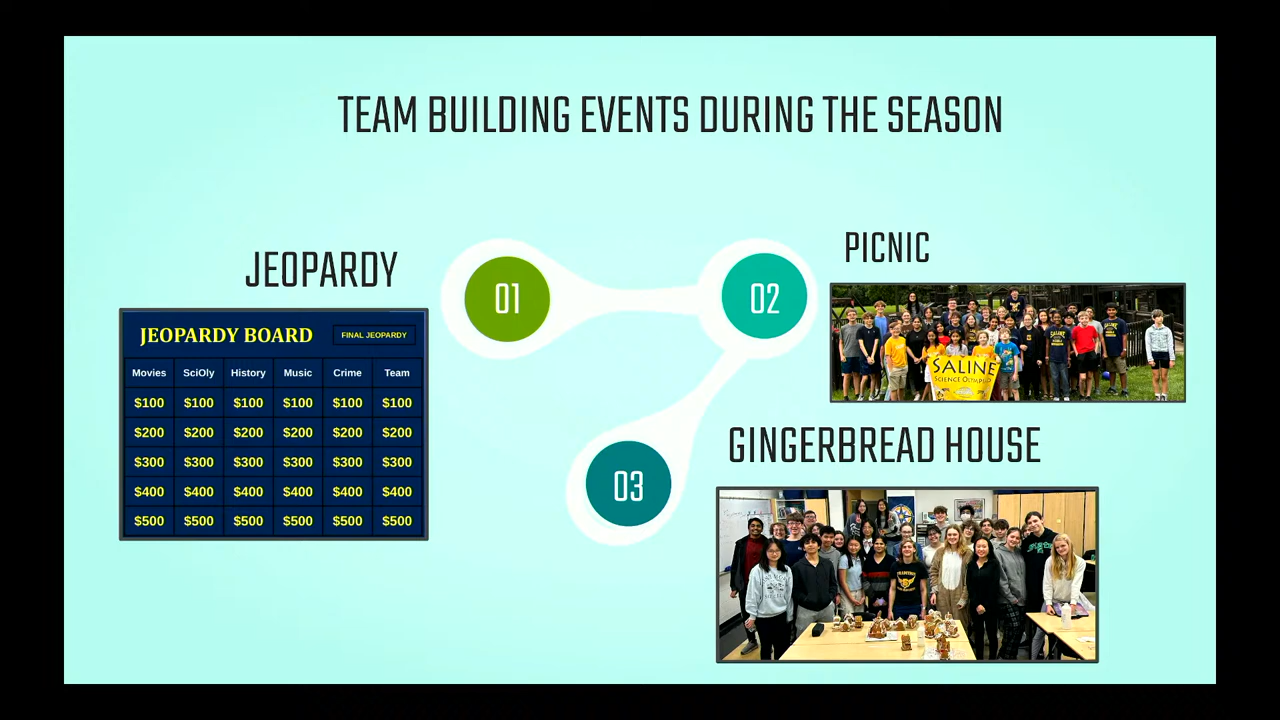 TEAM BUILDING EVENTS DURING THE SEASON
JEOPARDY
01
02
PICNIC
JEOPARDY BOARD
FINAL JEOPARDY
Movies SciOly History Music Crime Team
$100 $100 $100 $100 $100 $100
$200 $200 $200 $200 $200 $200
$300 $300 $300 $300 $300 $300
$400 $400 $400 $400 $400 $400
$500 $500 $500 $500 $500 $500
SALINE
SCIENCE OLYMPIAD
03
GINGERBREAD HOUSE